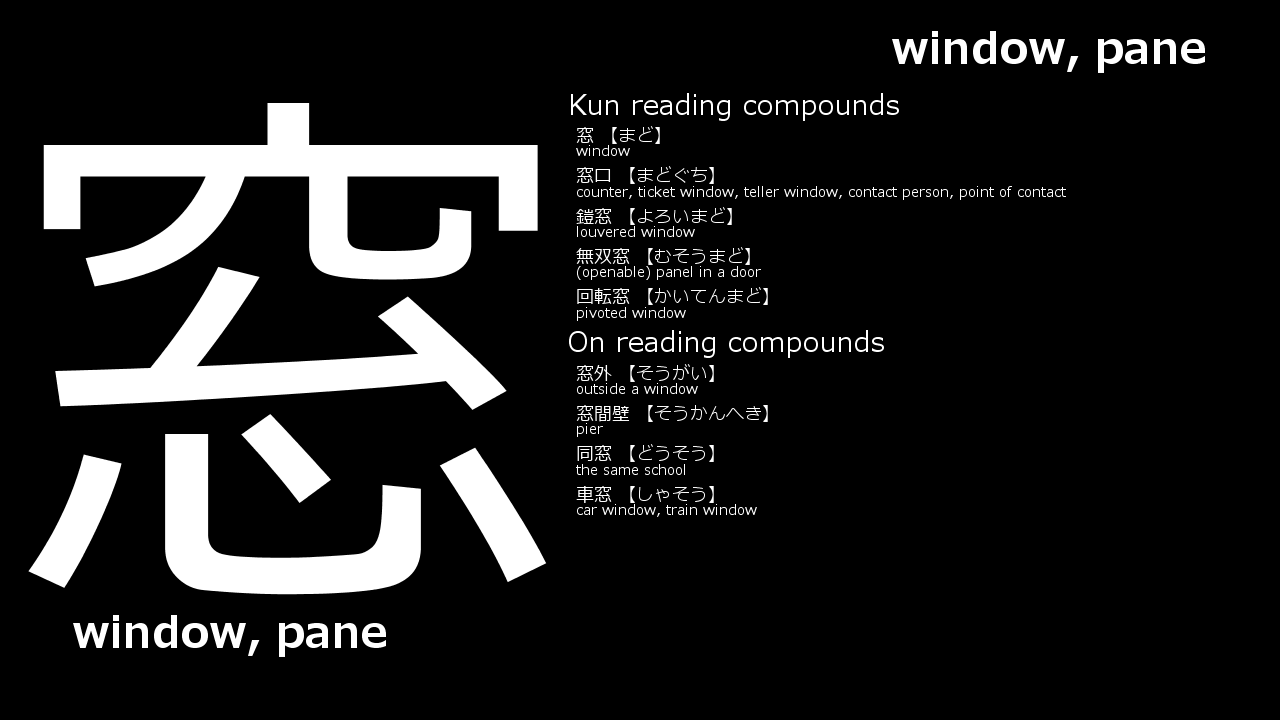 window, pane
窓
Kun reading compounds
窓 【まど】
window
窓口 【まどぐち】
counter, ticket window, teller window, contact person, point of contact
鎧窓 【よろいまど】
louvered window
無双窓 【むそうまど】
(openable) panel in a door
回転窓 【かいてんまど】
pivoted window
On reading compounds
窓外 【そうがい】
outside a window
窓間壁 【そうかんへき】
pier
同窓 【どうそう】
the same school
車窓 【しゃそう】
car window, train window
window, pane